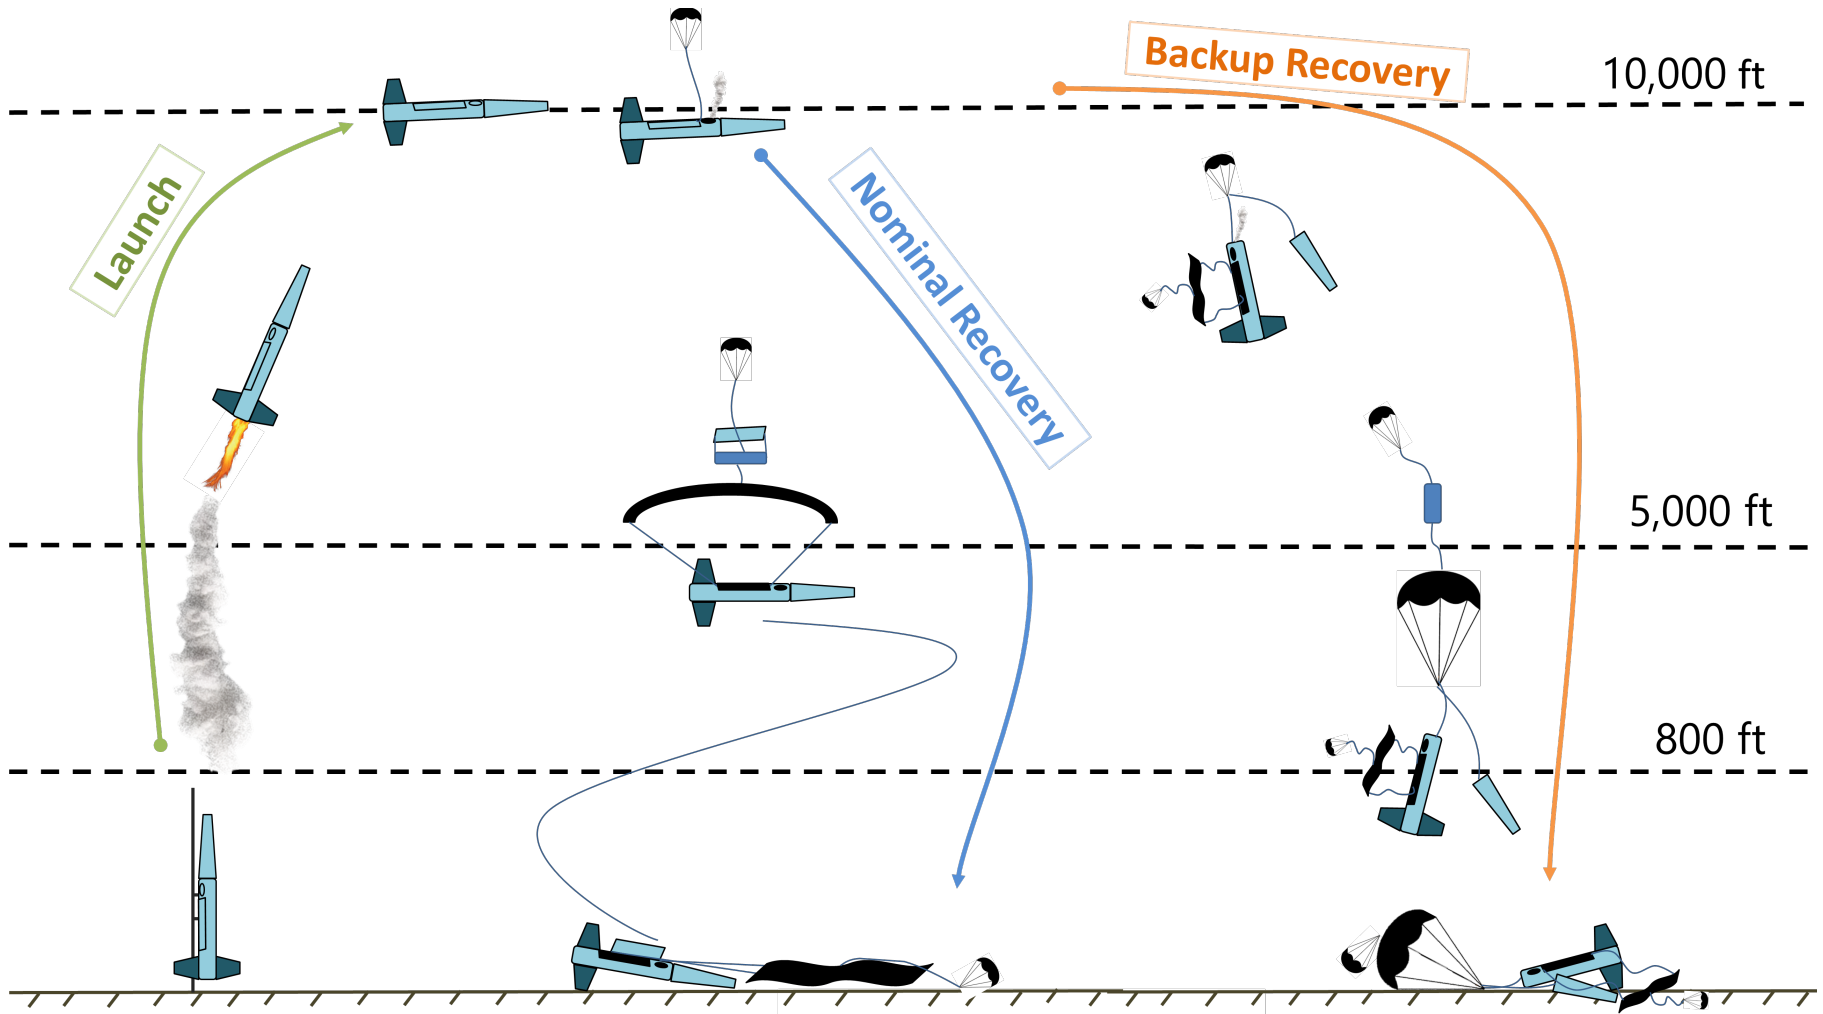 Backup Recovery
10,000 ft
Launch
Nominal Recovery
5,000 ft
800 ft